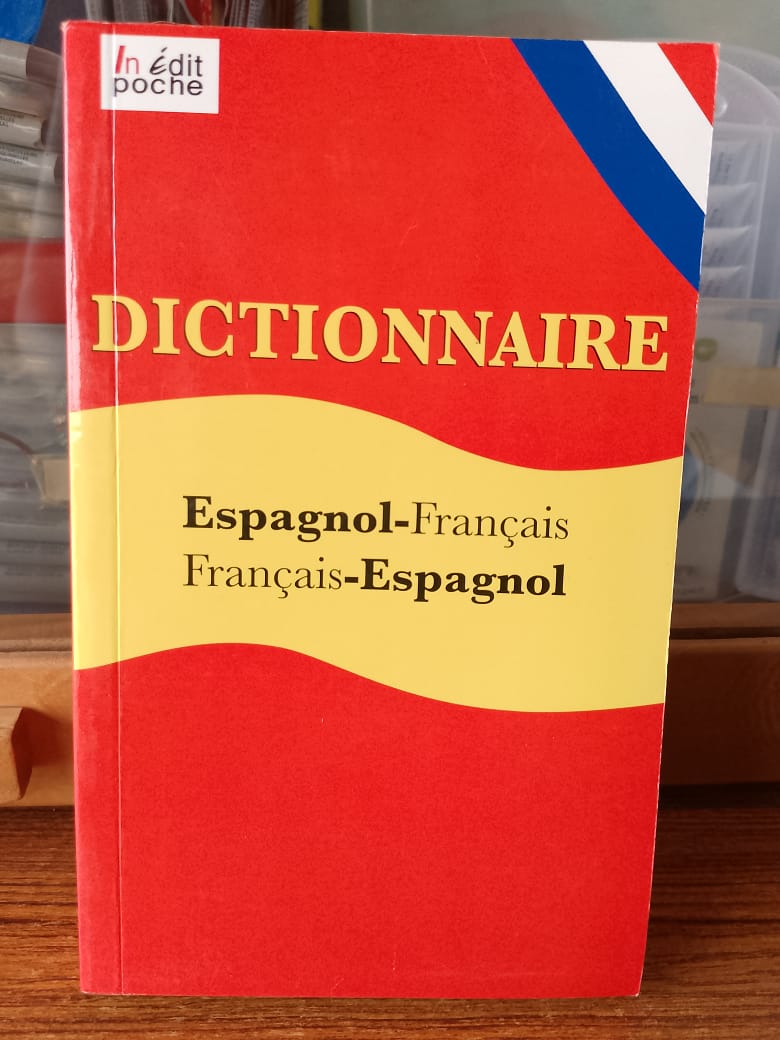 In Édit
poche
DICTIONNAIRE
Espagnol-Français
Français-Espagnol